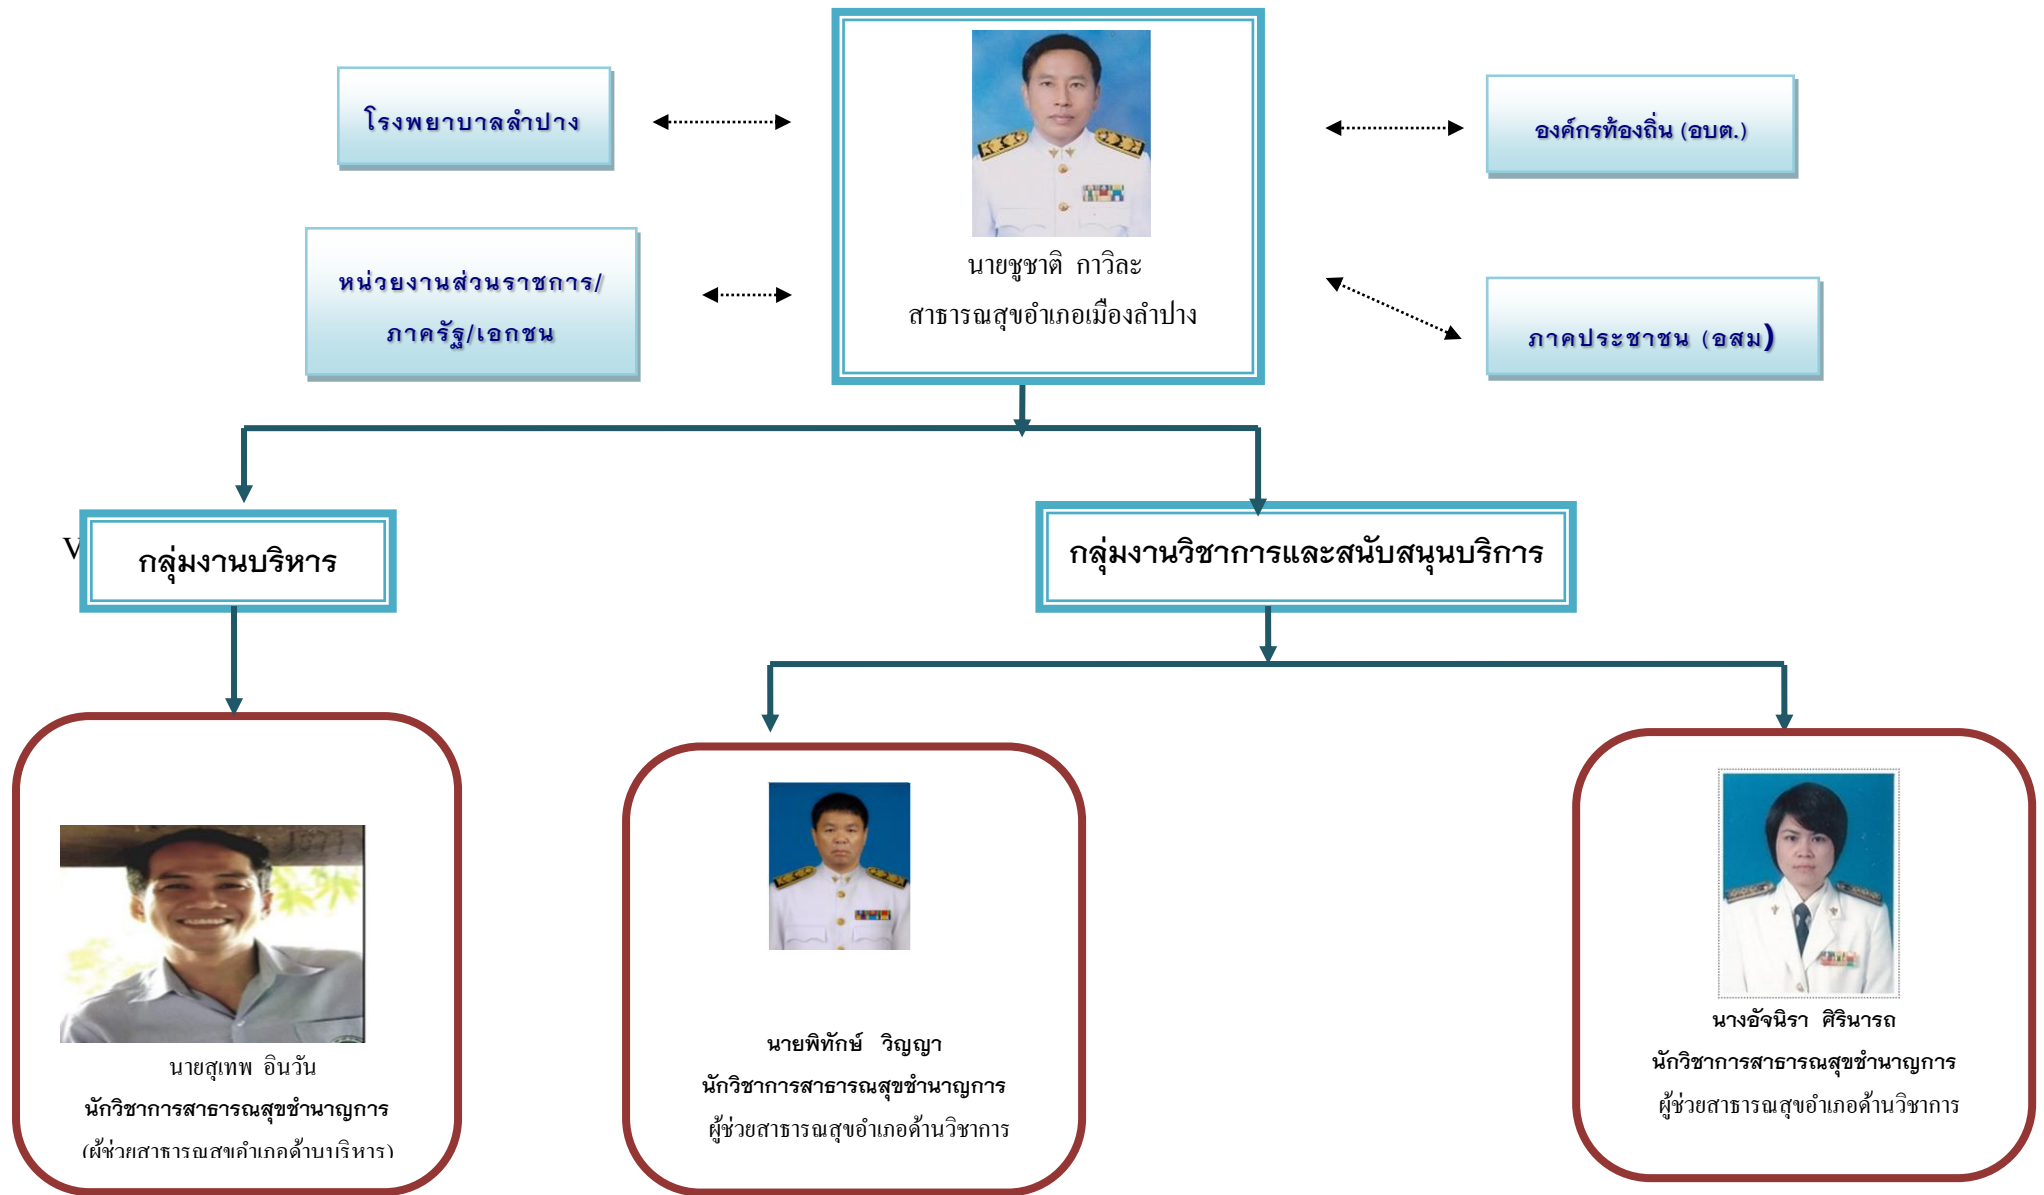 โรงพยาบาลลำปาง
องค์กรท้องถิ่น (อบต.)
หน่วยงานส่วนราชการ/
ภาครัฐ/เอกชน
นายชูชาติ กาวิละ
สาธารณสุขอำเภอเมืองลำปาง
ภาคประชาชน (อสม)
V
กลุ่มงานบริหาร
กลุ่มงานวิชาการและสนับสนุนบริการ
นายสุเทพ อินวัน
นักวิชาการสาธารณสุขชำนาญการ
(ผู้ช่วยสาธารณสุขอำเภอด้านบริหาร)
นายพิทักษ์ วิญญา
นักวิชาการสาธารณสุขชำนาญการ
ผู้ช่วยสาธารณสุขอำเภอด้านวิชาการ
นางอัจนิรา ศิรินารถ
นักวิชาการสาธารณสุขชำนาญการ
ผู้ช่วยสาธารณสุขอำเภอด้านวิชาการ